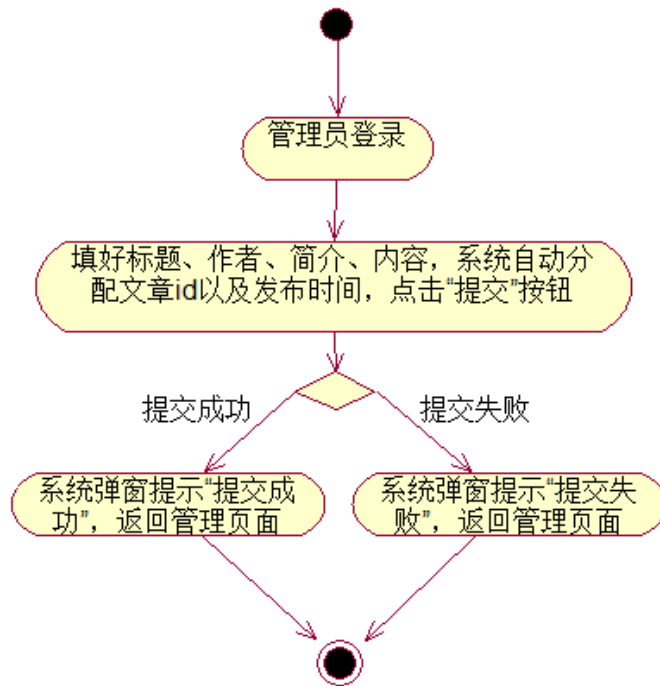 管理员登录
填好标题、作者、简介、内容，系统自动分
配文章id以及发布时间，点击“提交”按钮
提交成功
提交失败
系统弹窗提示“提交成
功”，返回管理页面
系统弹窗提示“提交失
败”，返回管理页面